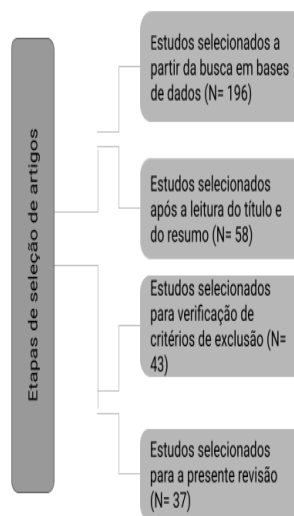 Etapas de seleção de artigos
Estudos selecionados a
partir da busca em bases
de dados (N= 196)
Estudos selecionados
após a leitura do título e
do resumo (N= 58)
Estudos selecionados
para verificação de
critérios de exclusão (N=
43)
Estudos selecionados
para a presente revisão
(N= 37)